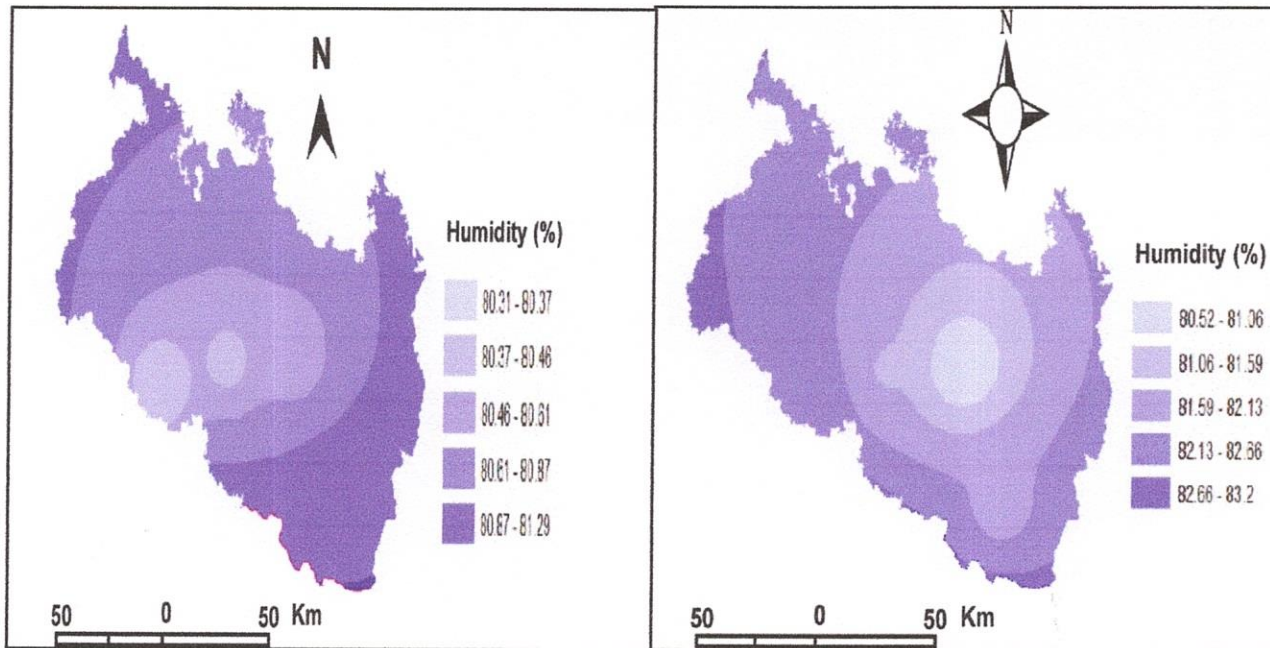 N
Humidity (%)
80.31 - 80.37
80.37 - 80.46
80.46 - 80.61
80.61 - 80.87
80.87 - 81.29
50 0 50 Km
N
Humidity (%)
80.52 - 81.06
81.06 - 81.59
81.59 - 82.13
82.13 - 82.66
82.66 - 83.2
50 0 50 Km